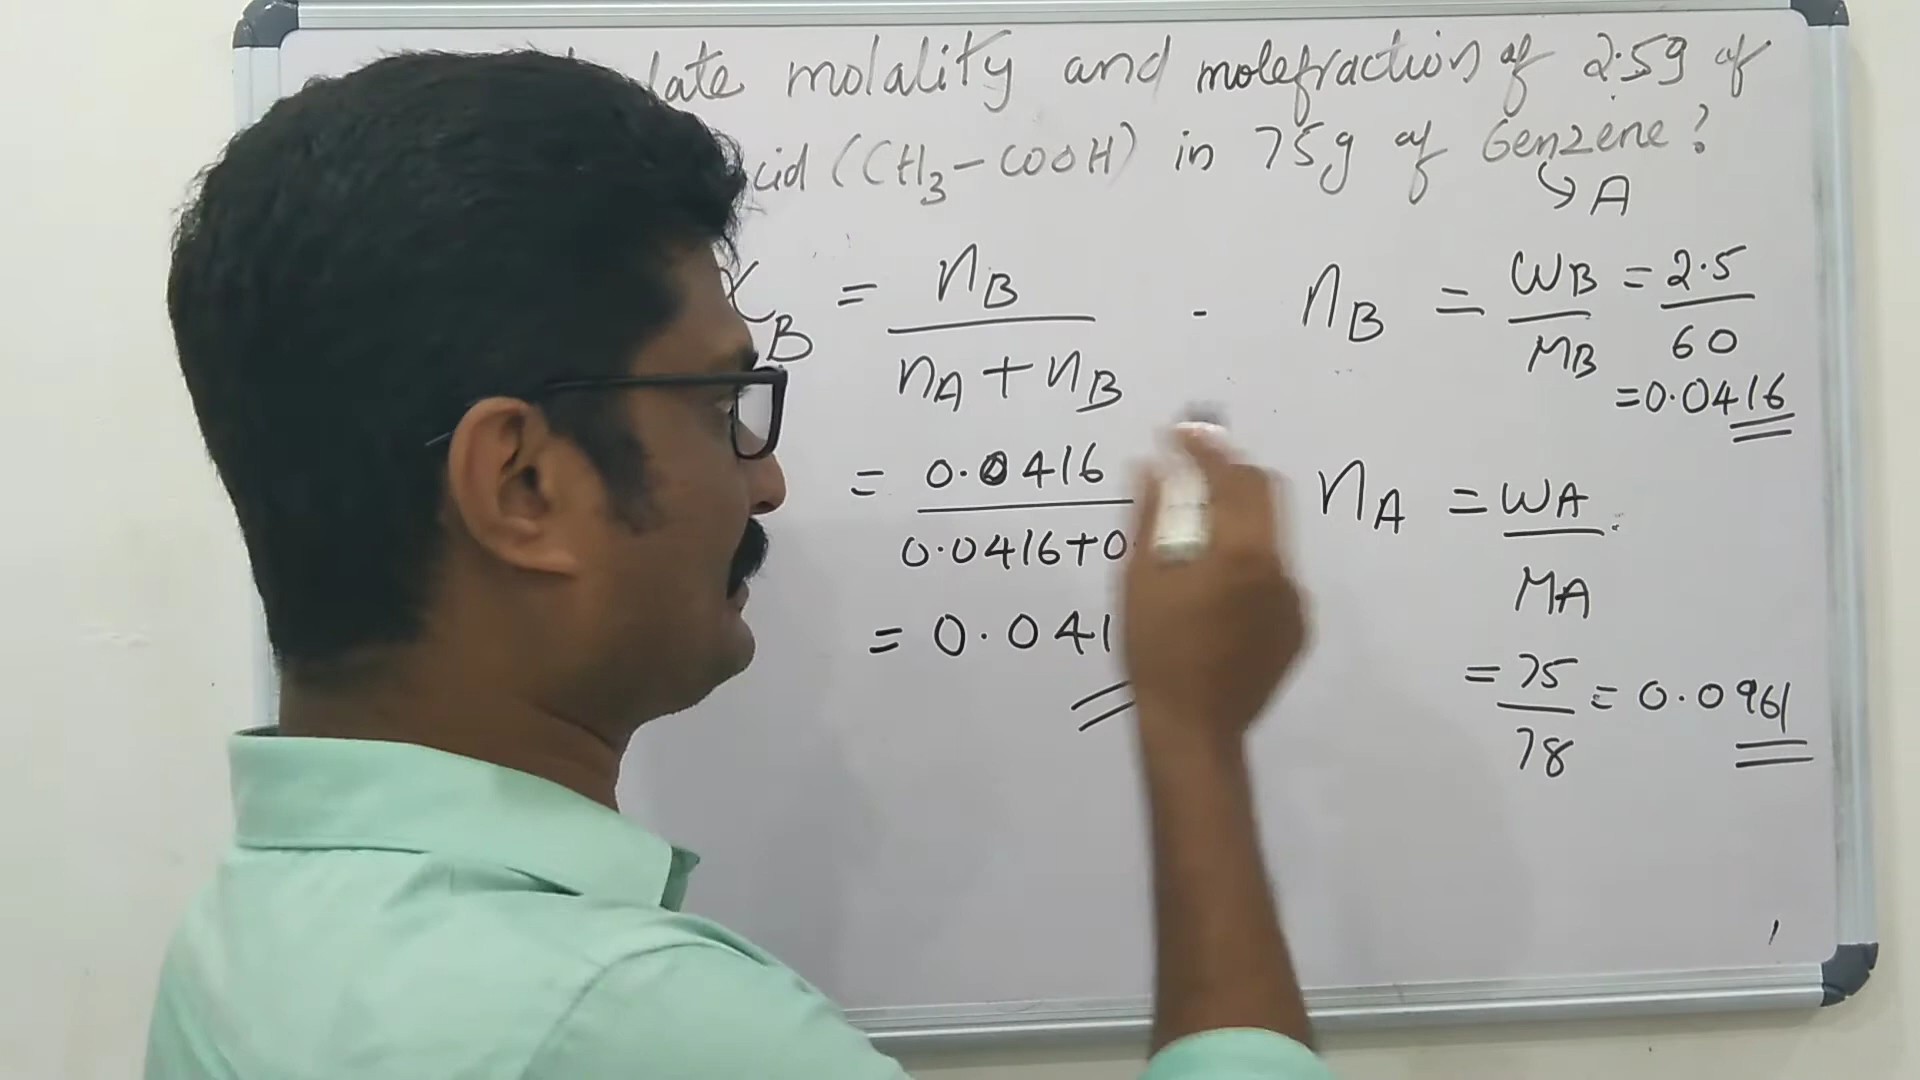 late molality and molefraction of 2.5g of
cid (CH3-COOH) in 75g of benzene?
↳ A
χB = nB / nA + nB
= 0.0416 / 0.0416+0.
= 0.041
nB = WB / MB = 2.5 / 60
= 0.0416
nA = WA / MA
= 75 / 78 = 0.0961